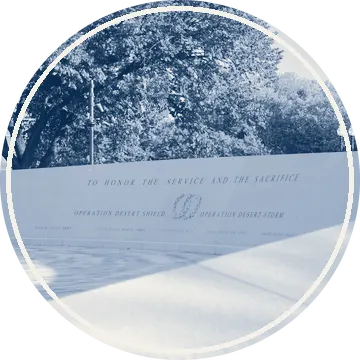 TO HONOR THE SERVICE AND THE SACRIFICE
OPERATION DESERT SHIELD OPERATION DESERT STORM